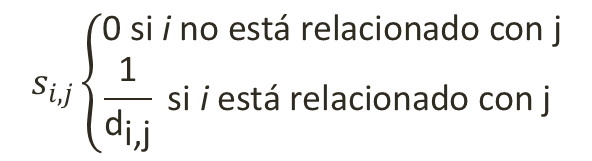 0 si i no está relacionado con j
s_{i,j} { 1/d_{i,j} si i está relacionado con j